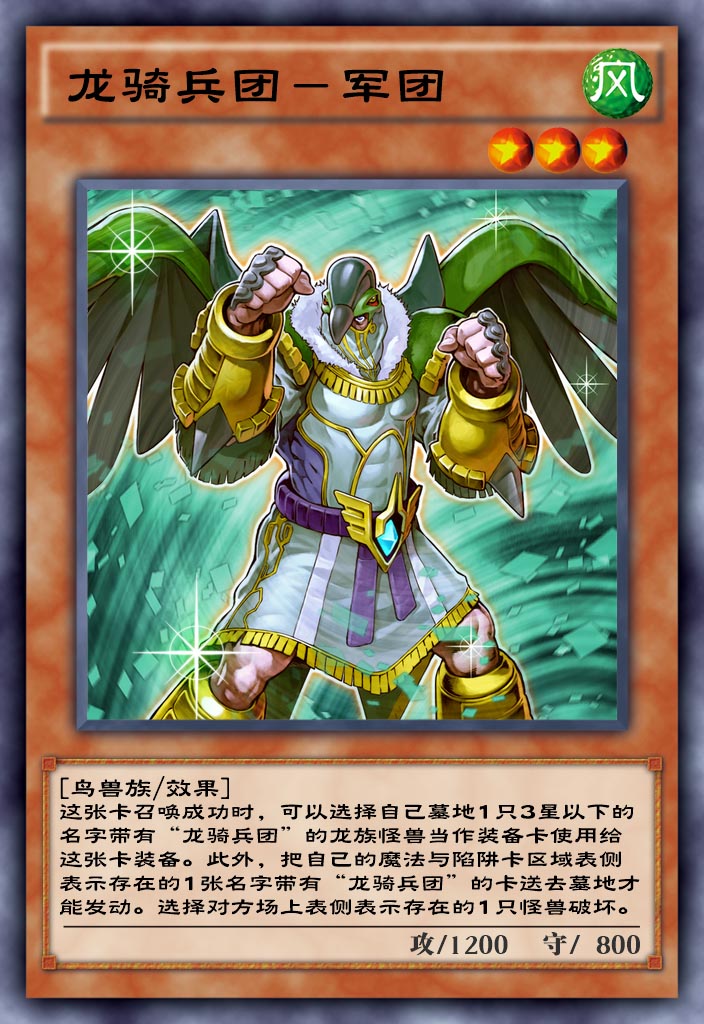 龙骑兵团－军团
风
[鸟兽族/效果]
这张卡召唤成功时，可以选择自己墓地1只3星以下的
名字带有“龙骑兵团”的龙族怪兽当作装备卡使用给
这张卡装备。此外，把自己的魔法与陷阱卡区域表侧
表示存在的1张名字带有“龙骑兵团”的卡送去墓地才
能发动。选择对方场上表侧表示存在的1只怪兽破坏。
攻/1200 守/ 800